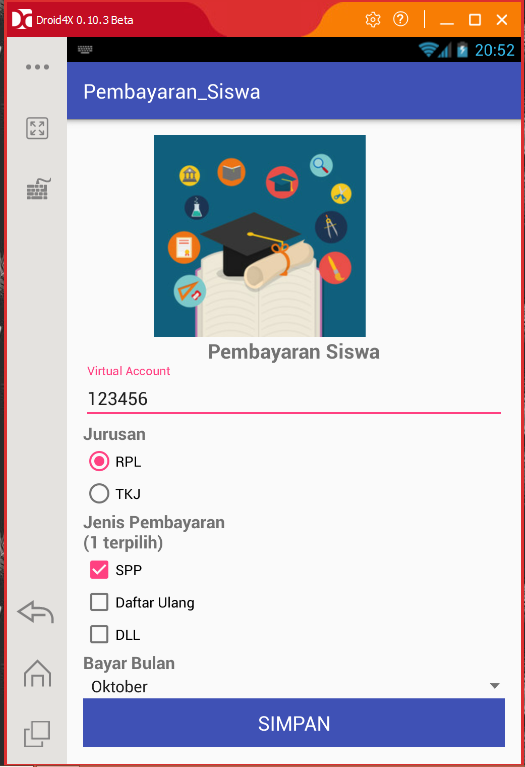 Droid4X 0.10.3 Beta
20:52
Pembayaran_Siswa
Pembayaran Siswa
Virtual Account
123456
Jurusan
RPL
TKJ
Jenis Pembayaran
(1 terpilih)
SPP
Daftar Ulang
DLL
Bayar Bulan
Oktober
SIMPAN